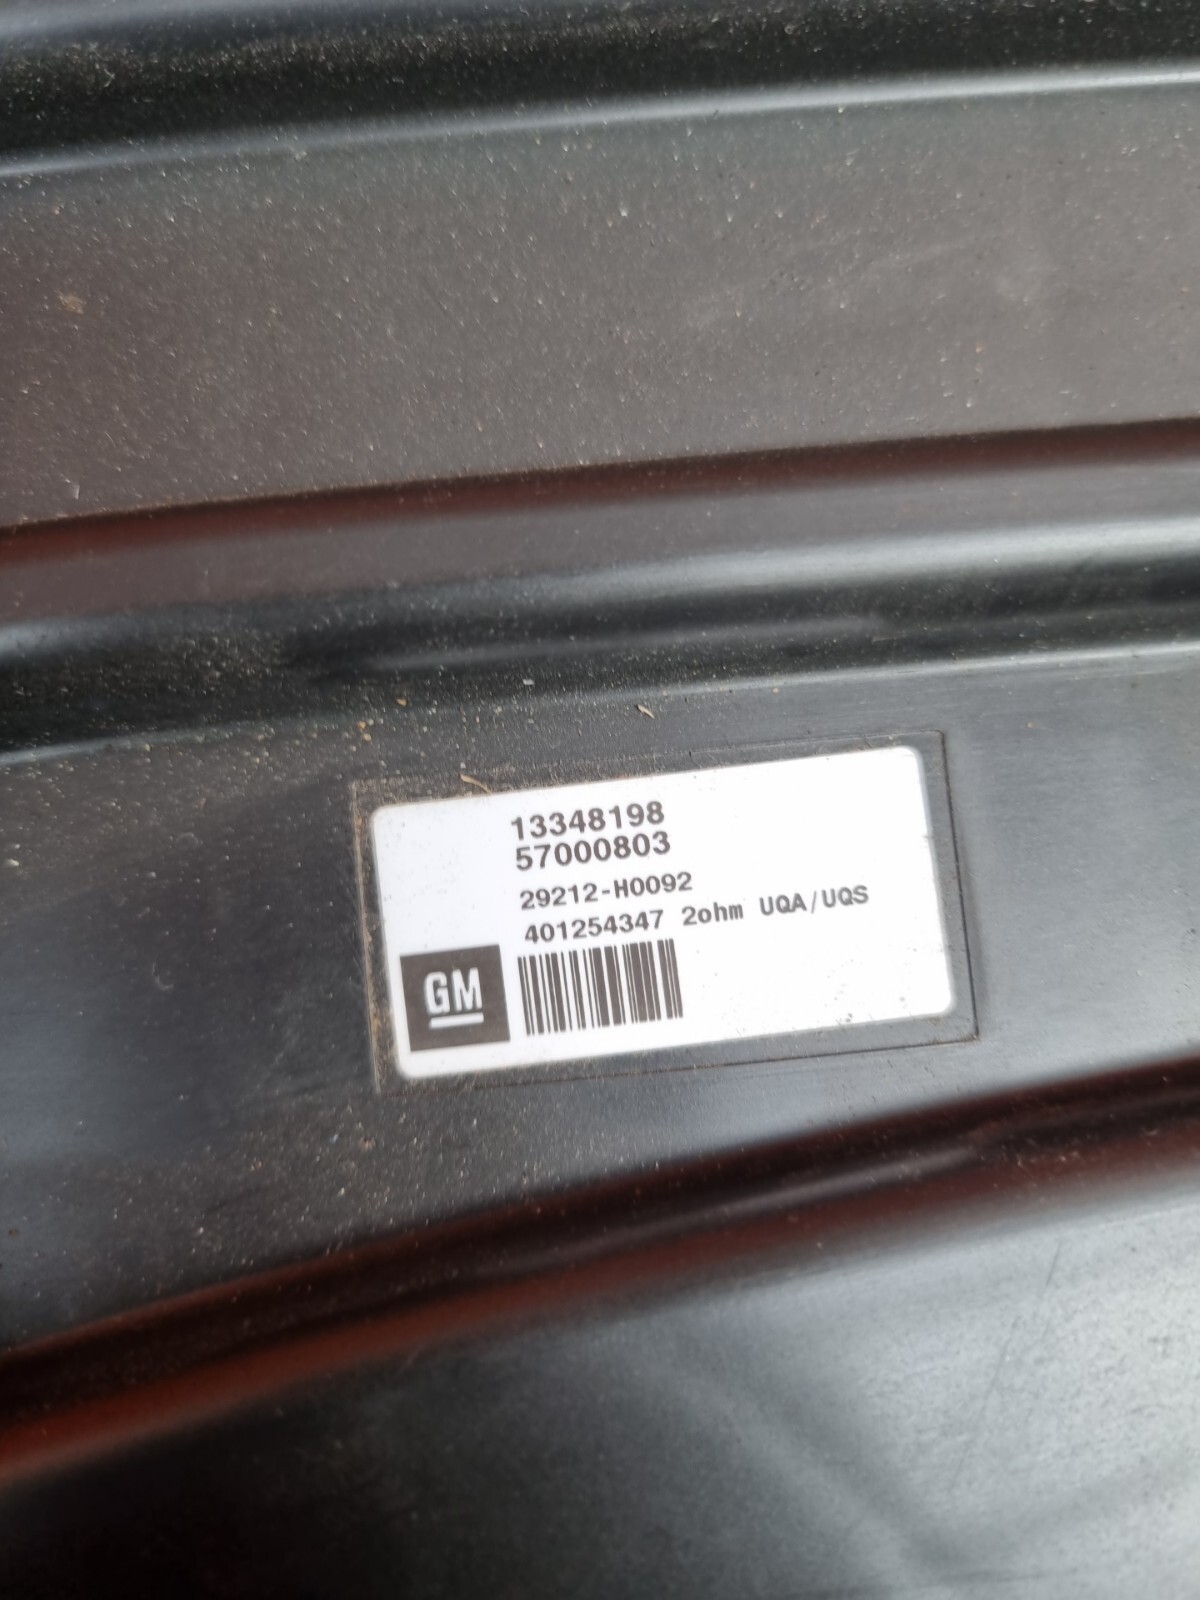 13348198
57000803
29212-H0092
401254347 2ohm UQA/UQS
GM